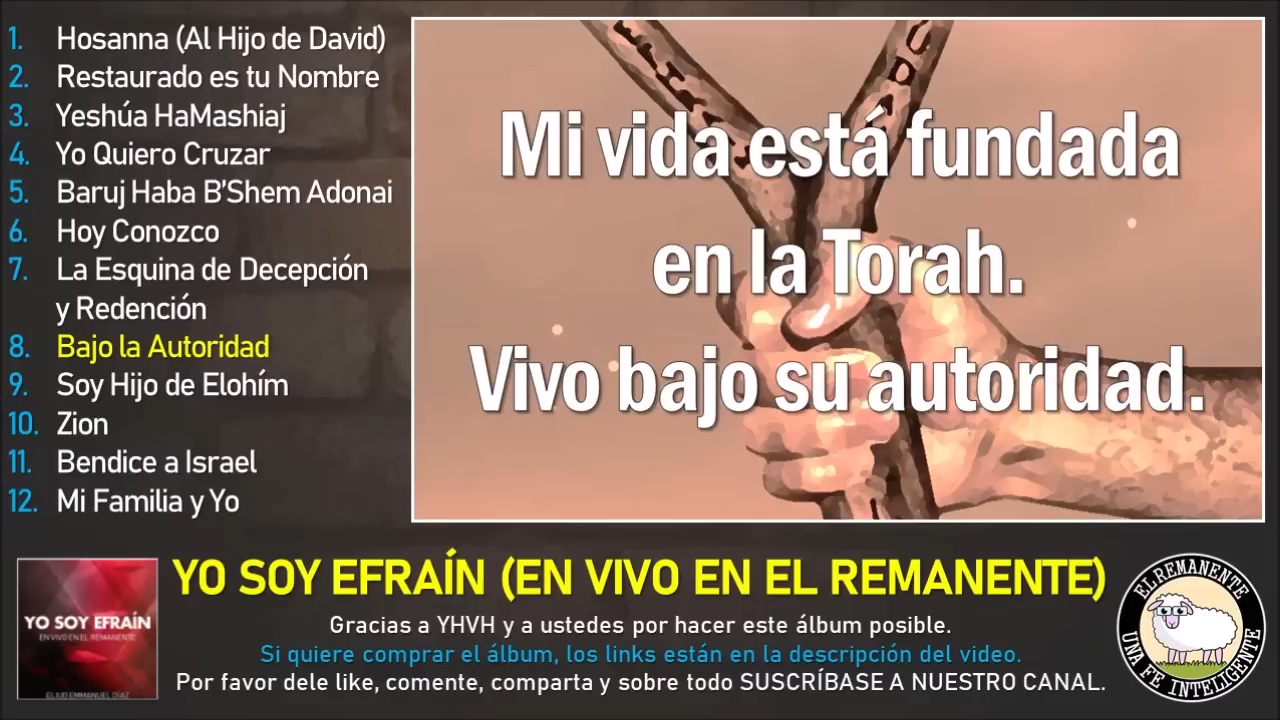 1. Hosanna (Al Hijo de David)
2. Restaurado es tu Nombre
3. Yeshúa HaMashiaj
4. Yo Quiero Cruzar
5. Baruj Haba B'Shem Adonai
6. Hoy Conozco
7. La Esquina de Decepción
y Redención
8. Bajo la Autoridad
9. Soy Hijo de Elohím
10. Zion
11. Bendice a Israel
12. Mi Familia y Yo
Mi vida está fundada
en la Torah.
Vivo bajo su autoridad.
YO SOY EFRAÍN
EN VIVO EN EL REMANENTE
ELIUD EMMANUEL DÍAZ
YO SOY EFRAÍN (EN VIVO EN EL REMANENTE)
Gracias a YHVH y a ustedes por hacer este álbum posible.
Si quiere comprar el álbum, los links están en la descripción del video.
Por favor dele like, comente, comparta y sobre todo SUSCRÍBASE A NUESTRO CANAL.
EL REMANENTE
UNA FE INTELIGENTE